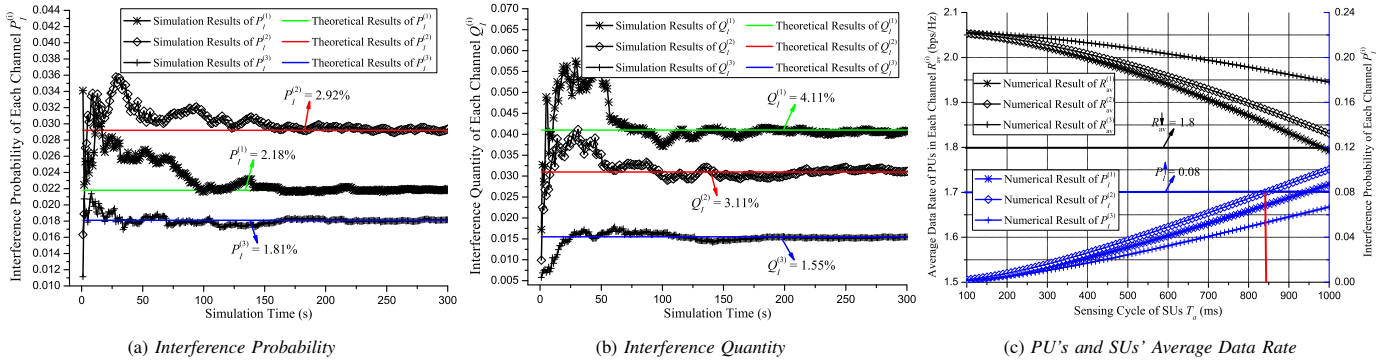 Simulation Results of P_I^(1) Theoretical Results of P_I^(1)
Simulation Results of P_I^(2) Theoretical Results of P_I^(2)
Simulation Results of P_I^(3) Theoretical Results of P_I^(3)
P_I^(2) = 2.92%
P_I^(1) = 2.18%
P_I^(3) = 1.81%
Interference Probability of Each Channel P_I^(i)
0.044
0.042
0.040
0.038
0.036
0.034
0.032
0.030
0.028
0.026
0.024
0.022
0.020
0.018
0.016
0.014
0.012
0.010
0 50 100 150 200 250 300
Simulation Time (s)
(a) Interference Probability
Simulation Results of Q_I^(1) Theoretical Results of Q_I^(1)
Simulation Results of Q_I^(2) Theoretical Results of Q_I^(2)
Simulation Results of Q_I^(3) Theoretical Results of Q_I^(3)
Q_I^(1) = 4.11%
Q_I^(2) = 3.11%
Q_I^(3) = 1.55%
Interference Quantity of Each Channel Q_I^(i)
0.070
0.065
0.060
0.055
0.050
0.045
0.040
0.035
0.030
0.025
0.020
0.015
0.010
0.005
0 50 100 150 200 250 300
Simulation Time (s)
(b) Interference Quantity
Numerical Result of R_av^(1)
Numerical Result of R_av^(2)
Numerical Result of R_av^(3)
R_av = 1.8
P_I = 0.08
Numerical Result of P_I^(1)
Numerical Result of P_I^(2)
Numerical Result of P_I^(3)
Average Data Rate of PUs in Each Channel R_av^(i) (bps/Hz)
2.1
2.0
1.9
1.8
1.7
1.6
1.5
Interference Probability of Each Channel P_I^(i)
0.24
0.20
0.16
0.12
0.08
0.04
0.00
100 200 300 400 500 600 700 800 900 1000
Sensing Cycle of SUs T_a (ms)
(c) PU's and SUs' Average Data Rate